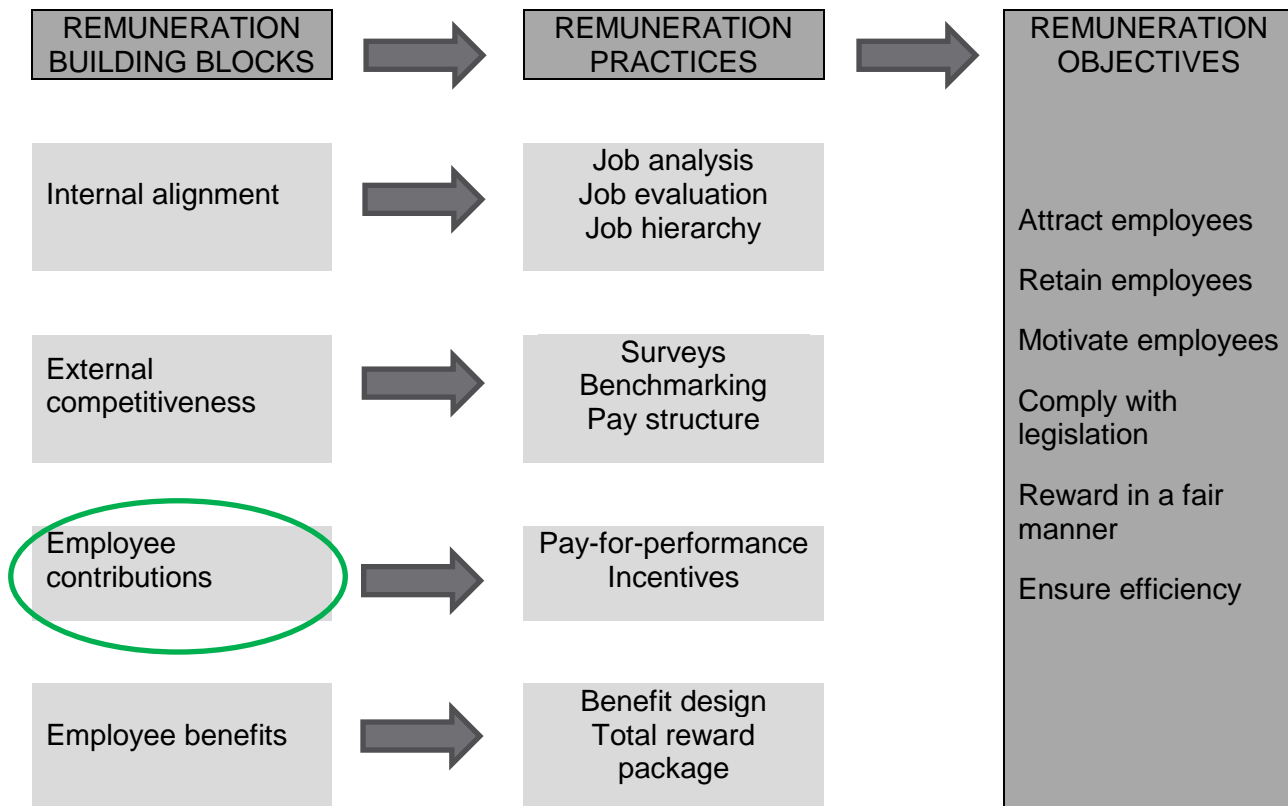 REMUNERATION
BUILDING BLOCKS
REMUNERATION
PRACTICES
REMUNERATION
OBJECTIVES
Internal alignment
Job analysis
Job evaluation
Job hierarchy
External
competitiveness
Surveys
Benchmarking
Pay structure
Employee
contributions
Pay-for-performance
Incentives
Employee benefits
Benefit design
Total reward
package
Attract employees
Retain employees
Motivate employees
Comply with
legislation
Reward in a fair
manner
Ensure efficiency